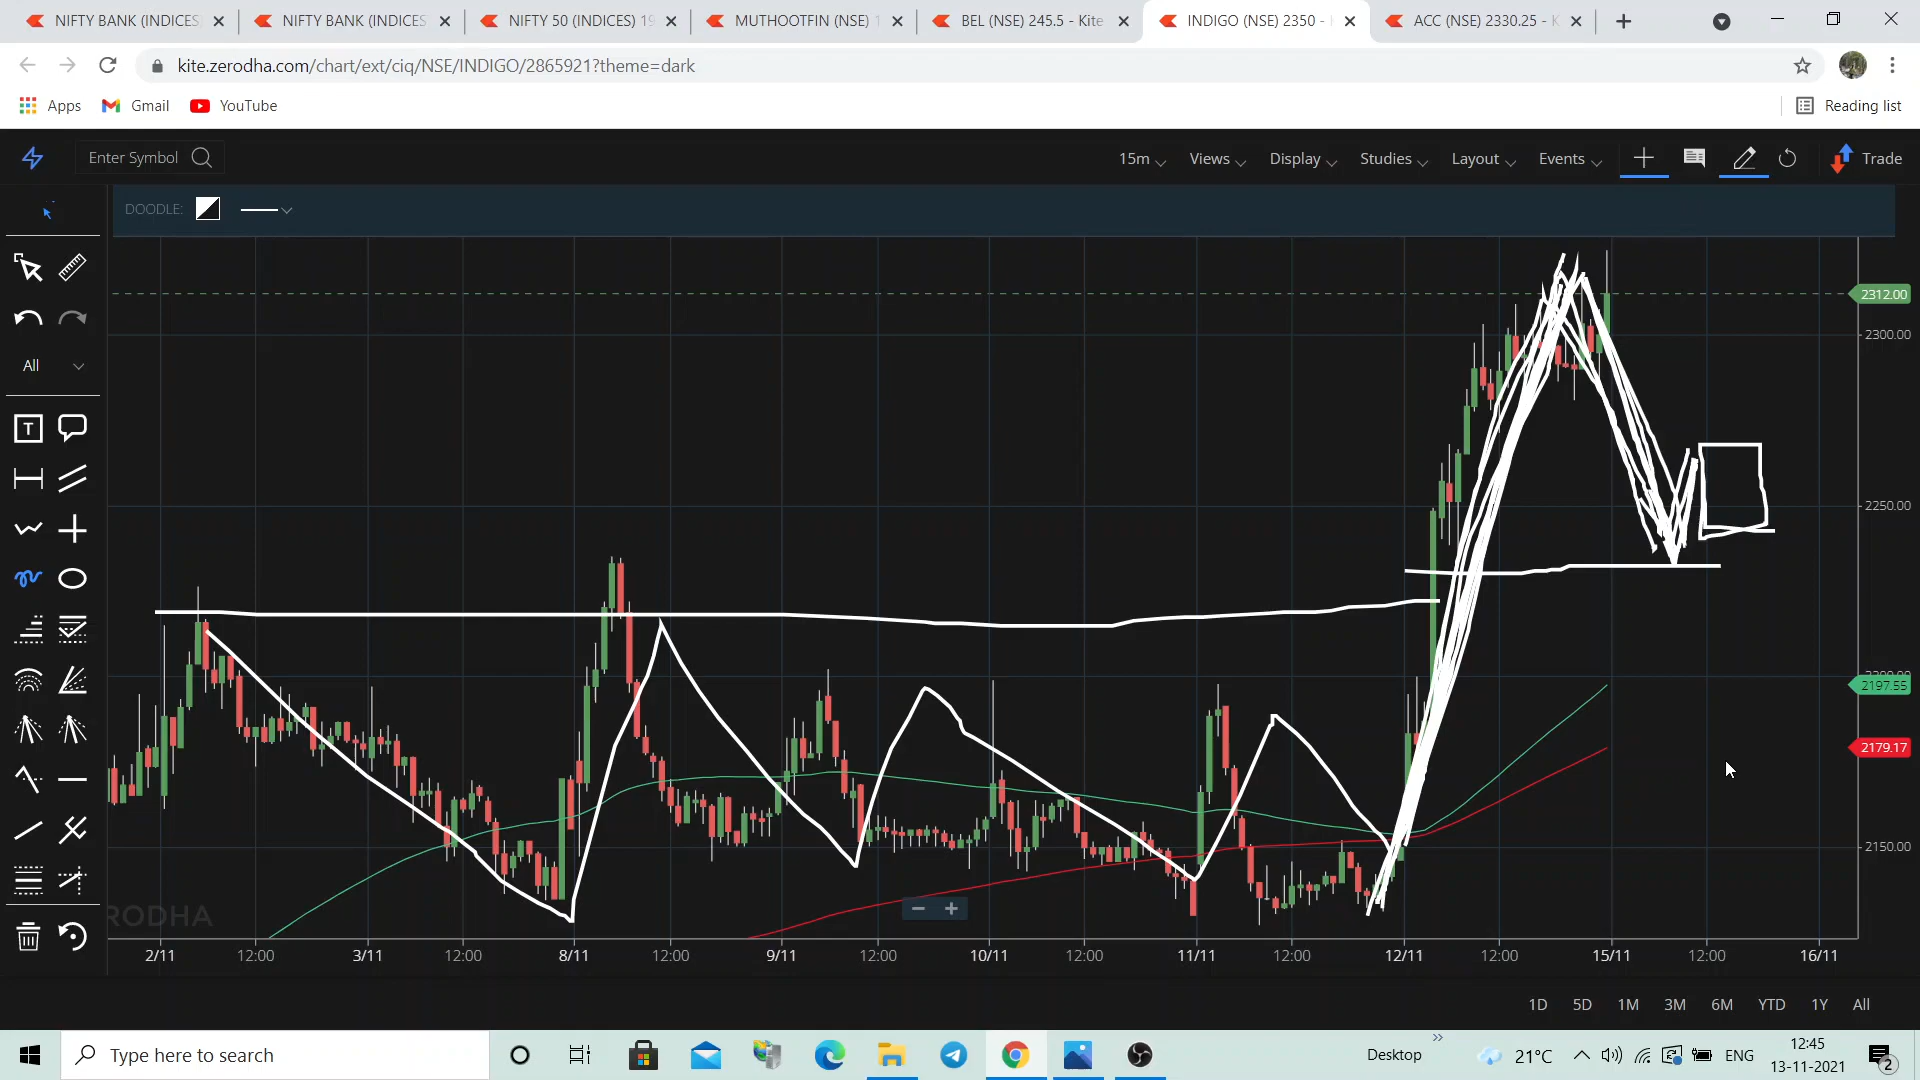 NIFTY BANK (INDICES
NIFTY BANK (INDICES
NIFTY 50 (INDICES) 19
MUTHOOTFIN (NSE) 1
BEL (NSE) 245.5 - Kite
INDIGO (NSE) 2350 -
ACC (NSE) 2330.25 - K
kite.zerodha.com/chart/ext/ciq/NSE/INDIGO/2865921?theme=dark
Apps
Gmail
YouTube
Reading list
Enter Symbol
15m
Views
Display
Studies
Layout
Events
Trade
DOODLE:
All
T
2312.00
2300.00
2250.00
2197.55
2179.17
2150.00
RODHA
2/11
12:00
3/11
12:00
8/11
12:00
9/11
12:00
10/11
12:00
11/11
12:00
12/11
12:00
15/11
12:00
16/11
1D
5D
1M
3M
6M
YTD
1Y
All
Type here to search
Desktop
21°C
ENG
12:45
13-11-2021
2